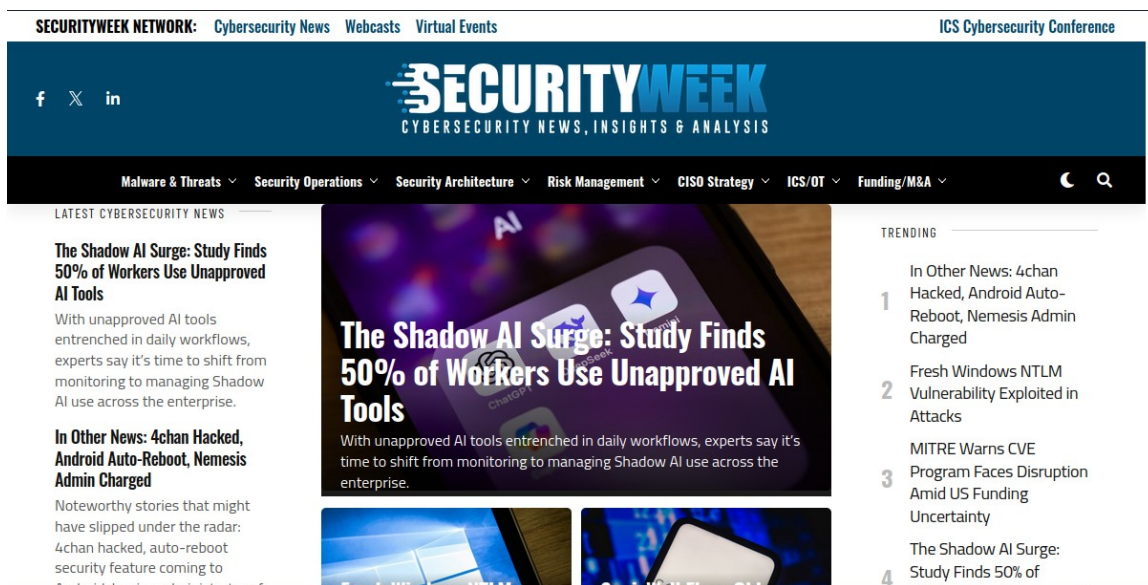 SECURITYWEEK NETWORK: Cybersecurity News Webcasts Virtual Events ICS Cybersecurity Conference
SECURITYWEEK
CYBERSECURITY NEWS, INSIGHTS & ANALYSIS
Malware & Threats Security Operations Security Architecture Risk Management CISO Strategy ICS/OT Funding/M&A
LATEST CYBERSECURITY NEWS
The Shadow AI Surge: Study Finds
50% of Workers Use Unapproved
AI Tools
With unapproved AI tools
entrenched in daily workflows,
experts say it's time to shift from
monitoring to managing Shadow
AI use across the enterprise.
In Other News: 4chan Hacked,
Android Auto-Reboot, Nemesis
Admin Charged
Noteworthy stories that might
have slipped under the radar:
4chan hacked, auto-reboot
security feature coming to
AI
ChatGPT
DeepSeek
The Shadow AI Surge: Study Finds
50% of Workers Use Unapproved AI
Tools
With unapproved AI tools entrenched in daily workflows, experts say it's
time to shift from monitoring to managing Shadow AI use across the
enterprise.
Fresh Windows NTLM
TRENDING
1
In Other News: 4chan
Hacked, Android Auto-
Reboot, Nemesis Admin
Charged
2
Fresh Windows NTLM
Vulnerability Exploited in
Attacks
3
MITRE Warns CVE
Program Faces Disruption
Amid US Funding
Uncertainty
4
The Shadow AI Surge:
Study Finds 50% of